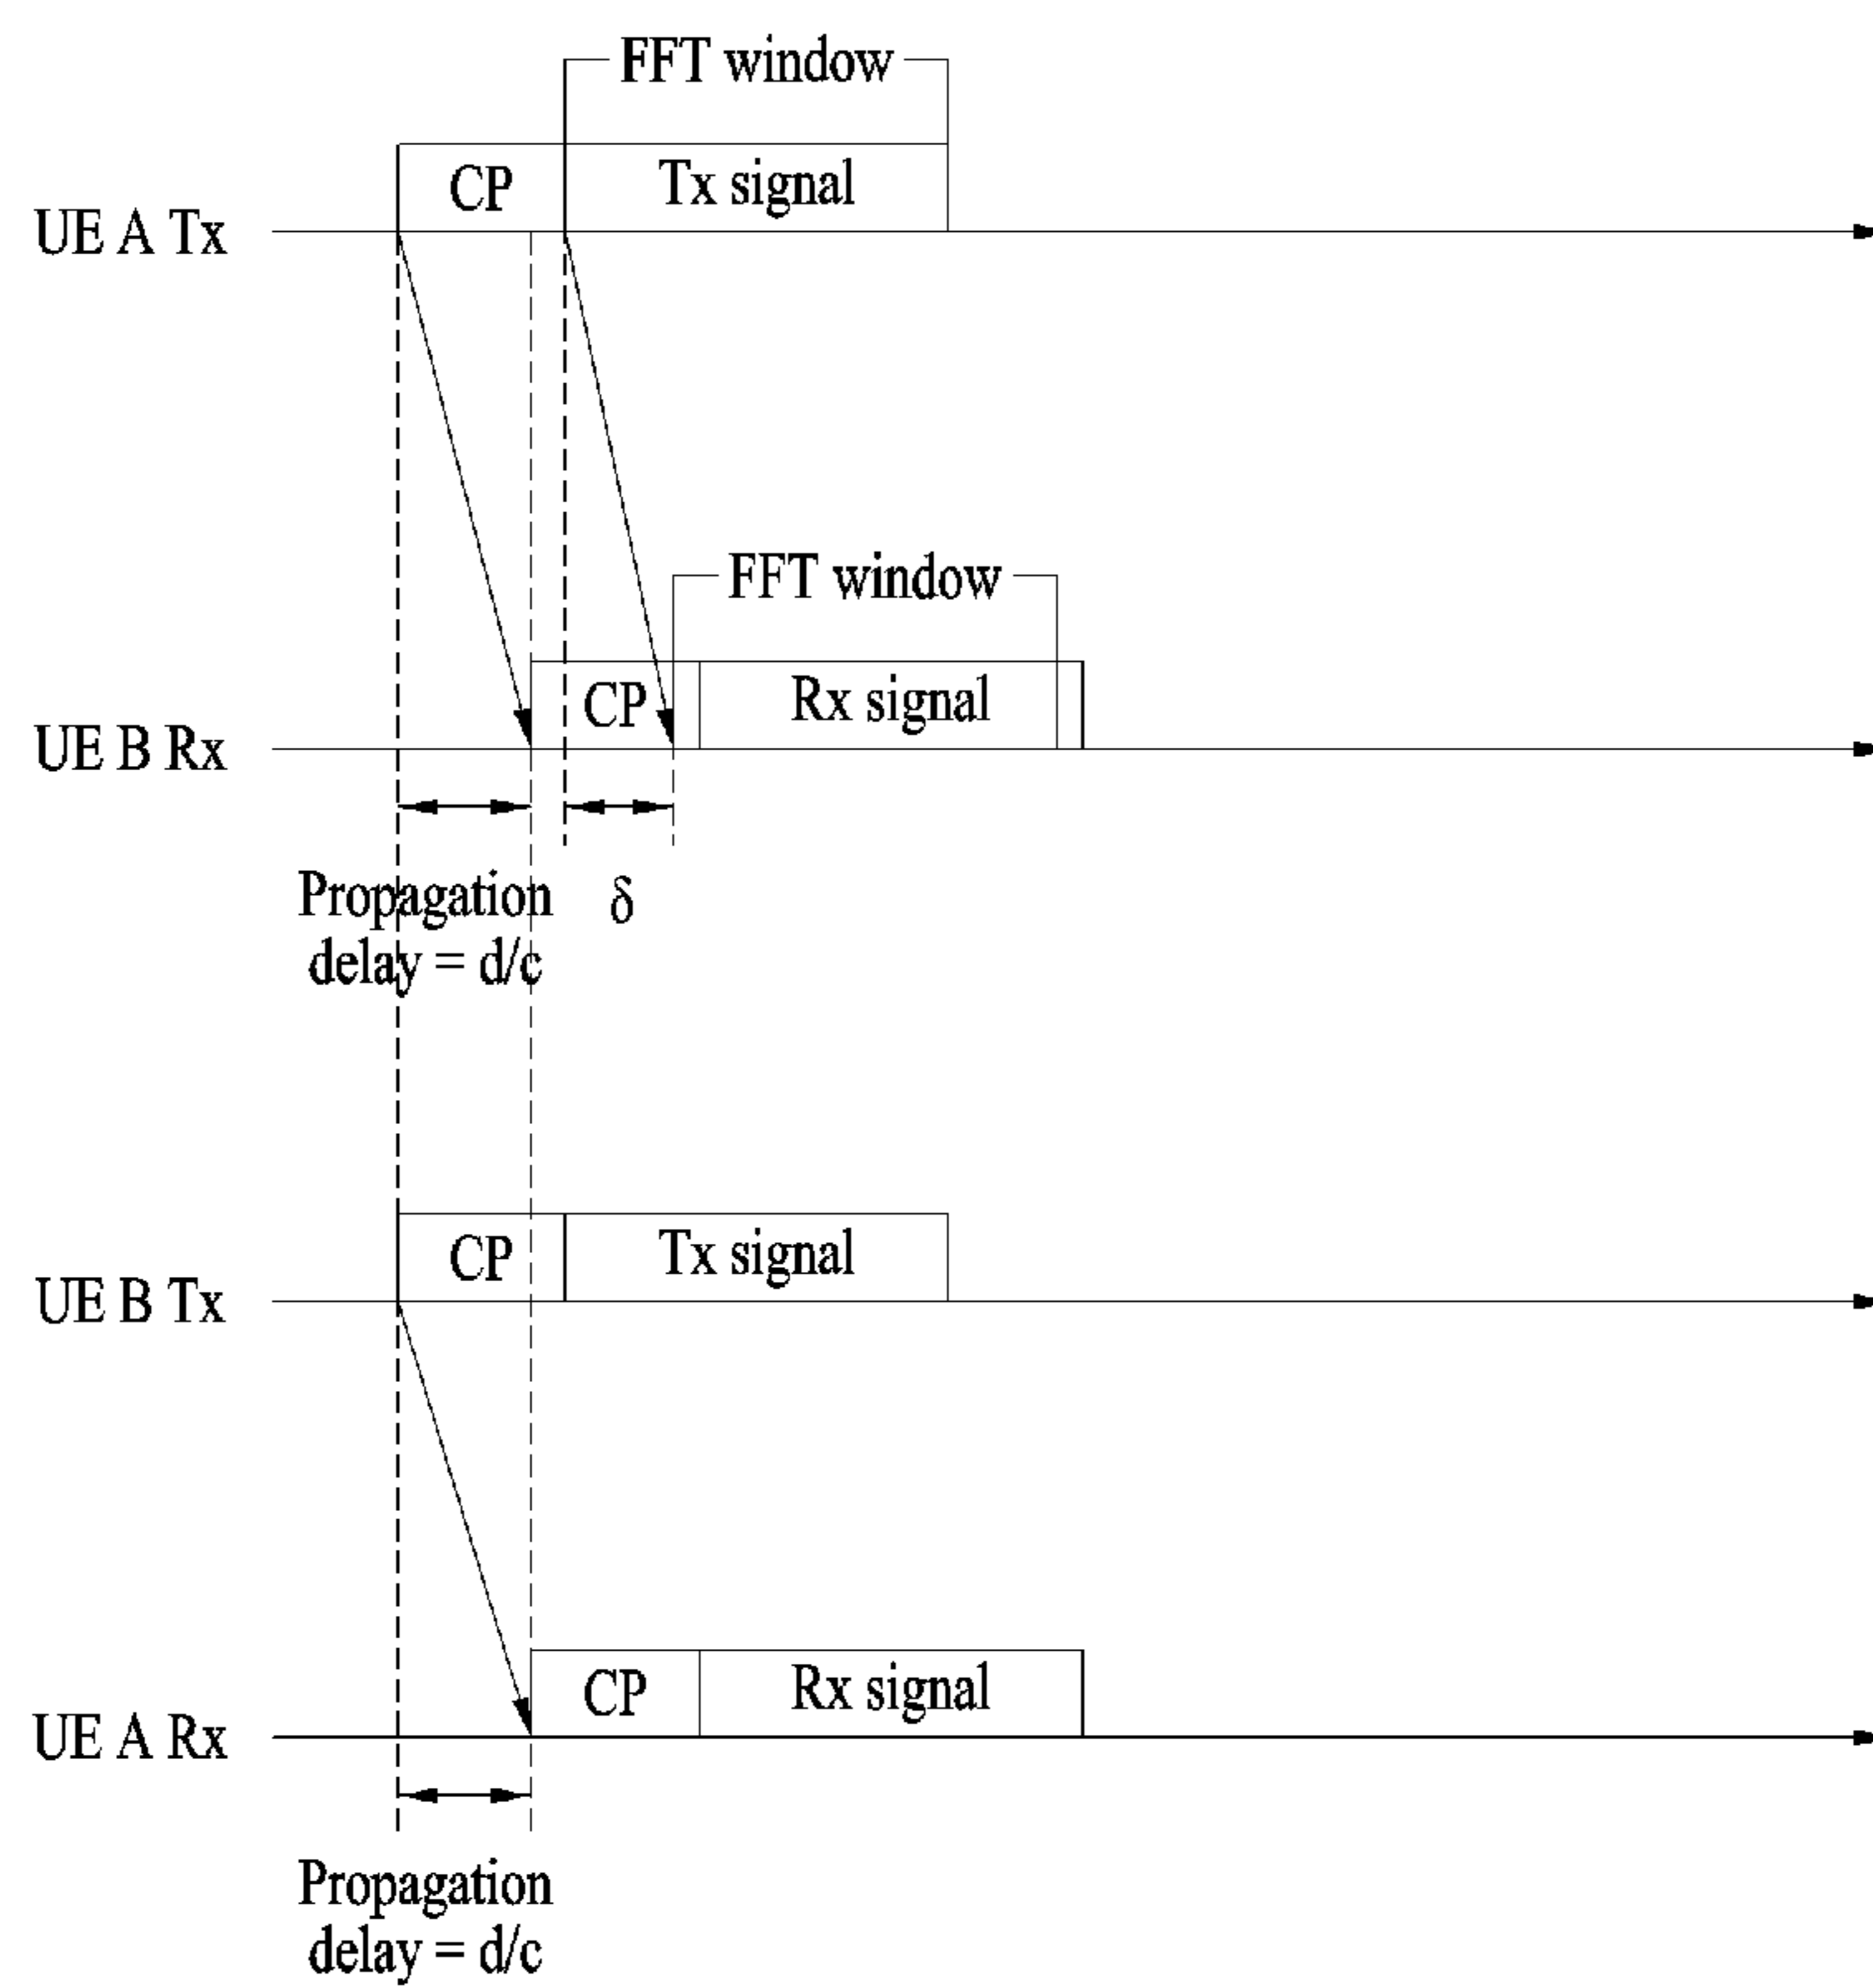 FFT window
CP
Tx signal
UE A Tx
FFT window
CP
Rx signal
UE B Rx
Propagation
delay = d/c
δ
CP
Tx signal
UE B Tx
CP
Rx signal
UE A Rx
Propagation
delay = d/c